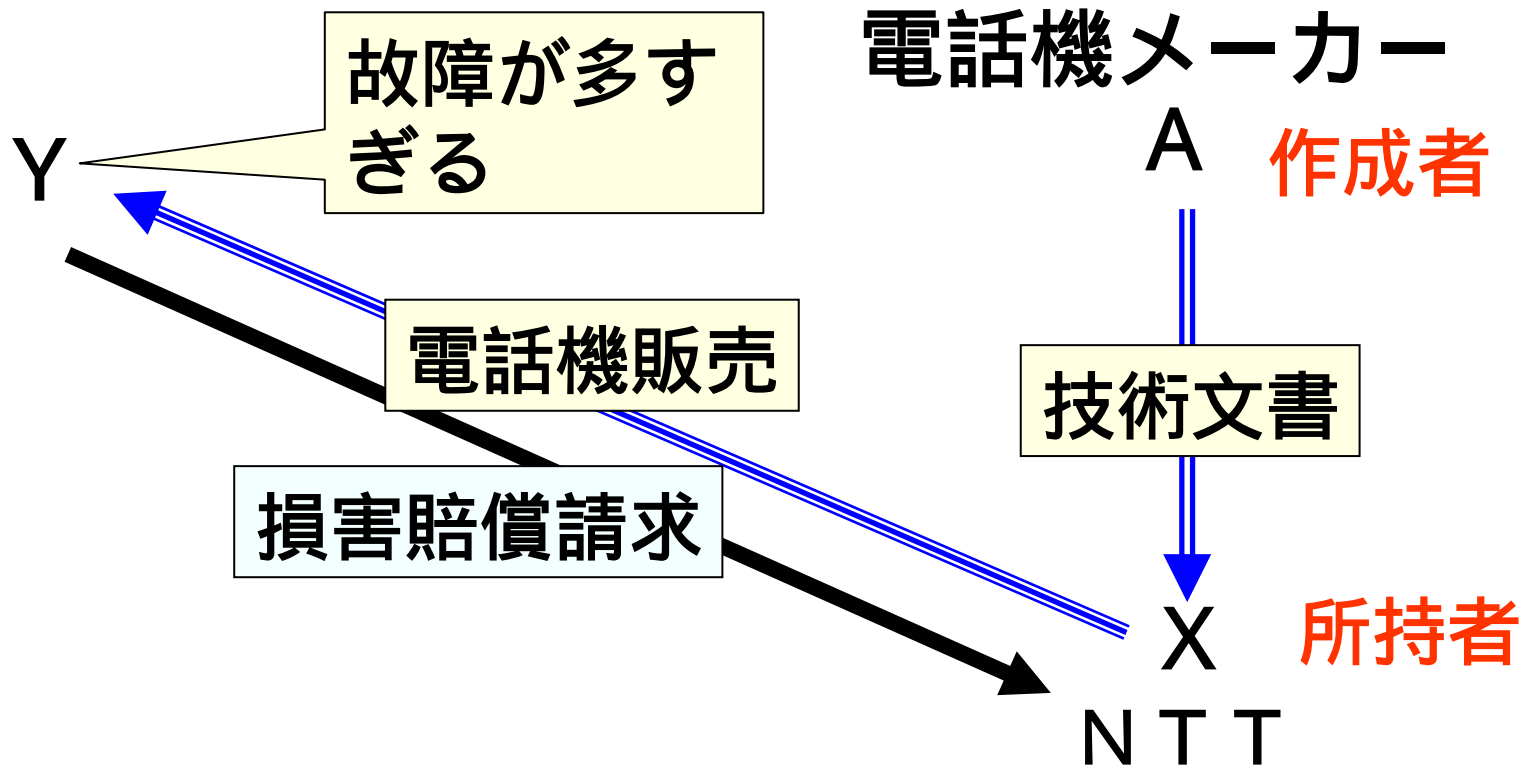 故障が多す
ぎる
Y
電話機メーカー
A
作成者
電話機販売
技術文書
損害賠償請求
X
所持者
ＮＴＴ